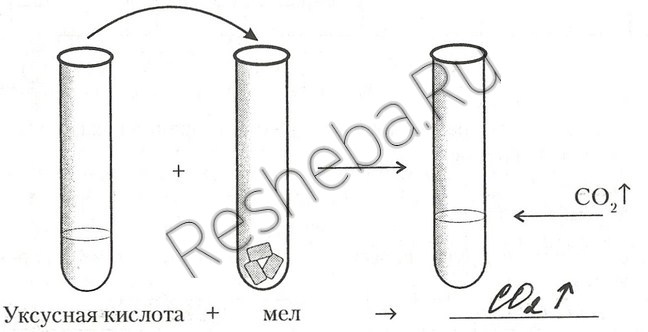 +
CO₂↑
Resheba.Ru
Уксусная кислота + мел → CO₂↑